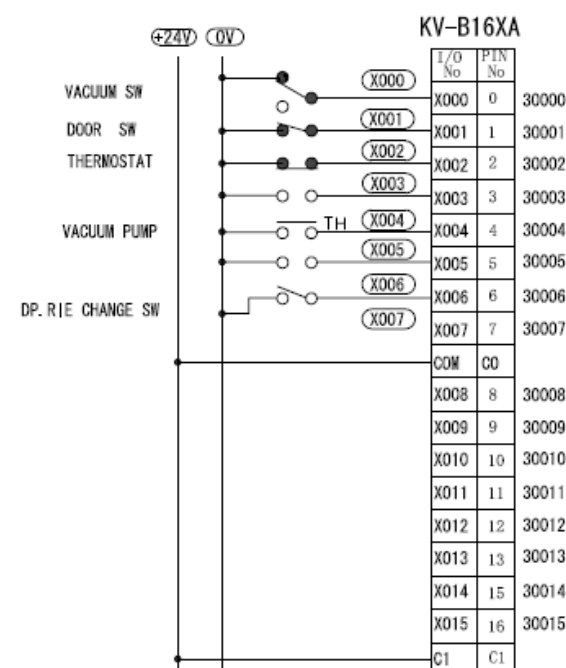 KV-B16XA
+24V 0V
I/O No PIN No
VACUUM SW X000 X000 0 30000
DOOR SW X001 X001 1 30001
THERMOSTAT X002 X002 2 30002
X003 X003 3 30003
VACUUM PUMP TH X004 X004 4 30004
X005 X005 5 30005
X006 X006 6 30006
DP.RIE CHANGE SW X007 X007 7 30007
COM C0
X008 8 30008
X009 9 30009
X010 10 30010
X011 11 30011
X012 12 30012
X013 13 30013
X014 15 30014
X015 16 30015
C1 C1